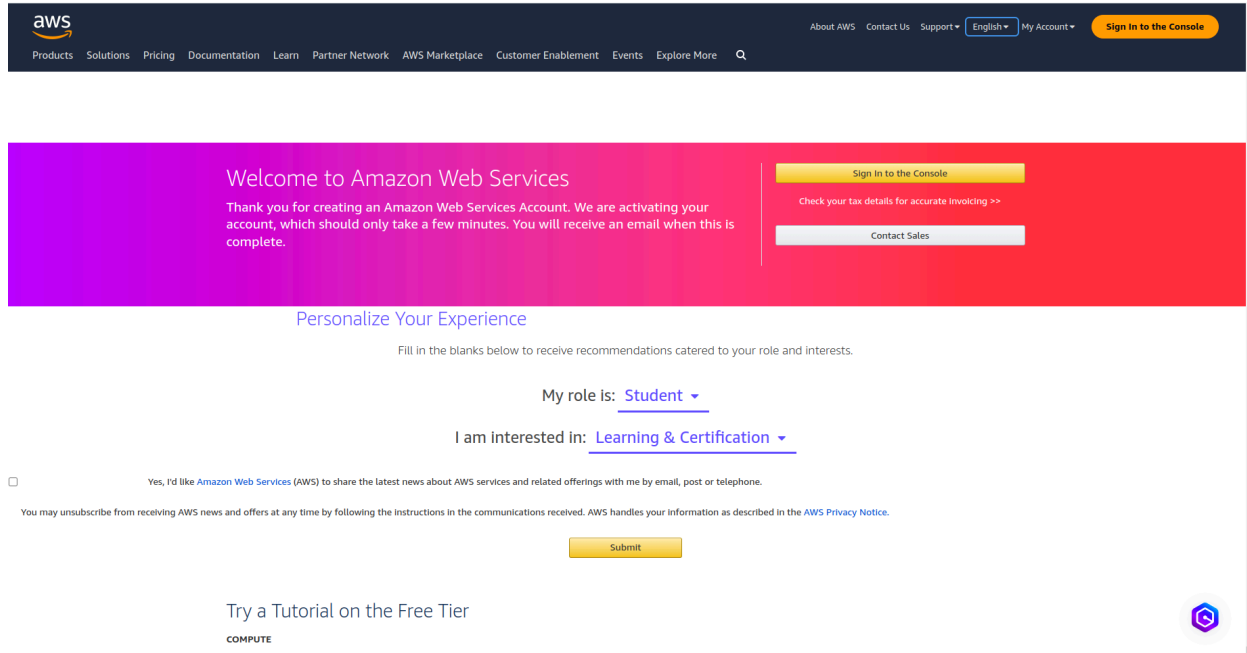 aws
About AWS Contact Us Support English My Account Sign In to the Console
Products Solutions Pricing Documentation Learn Partner Network AWS Marketplace Customer Enablement Events Explore More
Welcome to Amazon Web Services
Thank you for creating an Amazon Web Services Account. We are activating your
account, which should only take a few minutes. You will receive an email when this is
complete.
Sign In to the Console
Check your tax details for accurate invoicing >>
Contact Sales
Personalize Your Experience
Fill in the blanks below to receive recommendations catered to your role and interests.
My role is: Student
I am interested in: Learning & Certification
Yes, I'd like Amazon Web Services (AWS) to share the latest news about AWS services and related offerings with me by email, post or telephone.
You may unsubscribe from receiving AWS news and offers at any time by following the instructions in the communications received. AWS handles your information as described in the AWS Privacy Notice.
Submit
Try a Tutorial on the Free Tier
COMPUTE